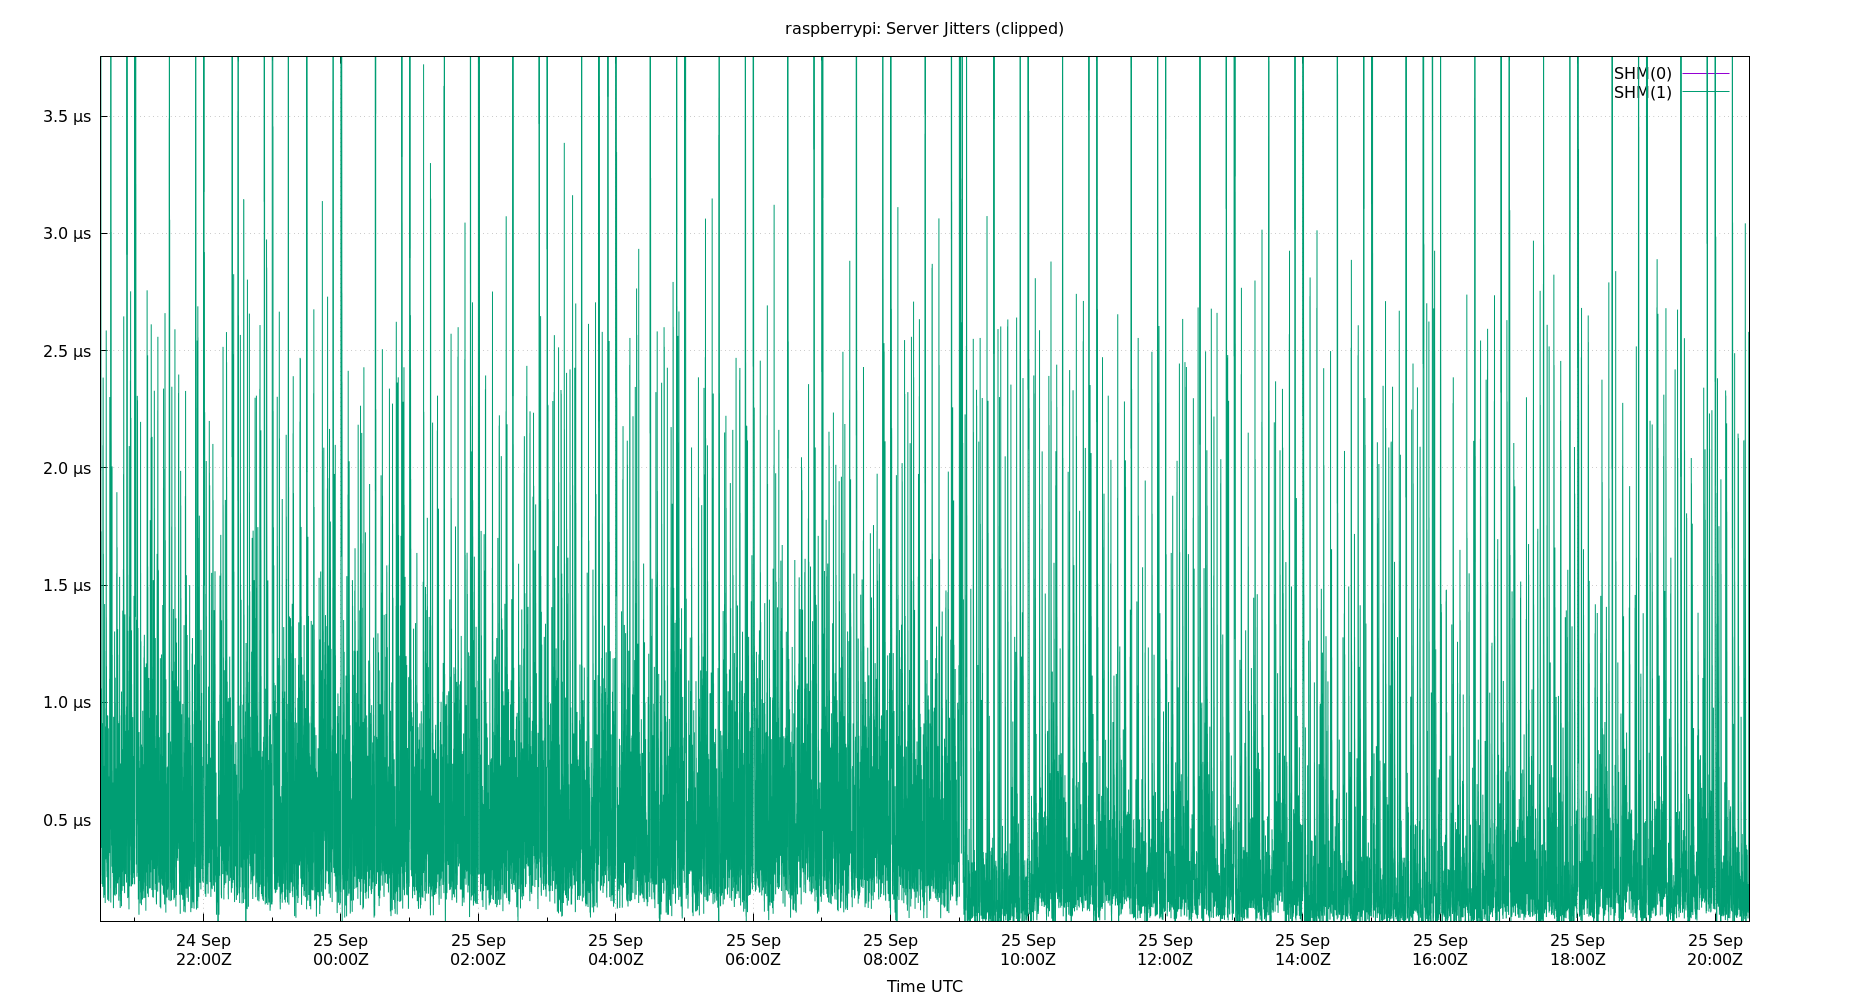 raspberrypi: Server Jitters (clipped)
SHM(0)
SHM(1)
3.5 µs
3.0 µs
2.5 µs
2.0 µs
1.5 µs
1.0 µs
0.5 µs
24 Sep 25 Sep 25 Sep 25 Sep 25 Sep 25 Sep 25 Sep 25 Sep 25 Sep 25 Sep 25 Sep 25 Sep
22:00Z 00:00Z 02:00Z 04:00Z 06:00Z 08:00Z 10:00Z 12:00Z 14:00Z 16:00Z 18:00Z 20:00Z
Time UTC